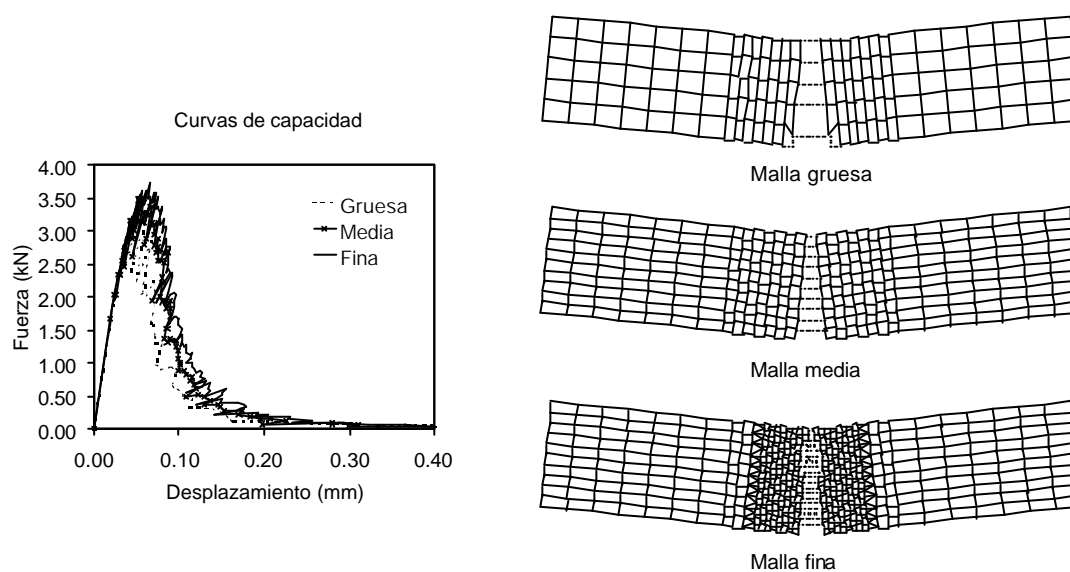 Curvas de capacidad
4.00
3.50
3.00
2.50
2.00
1.50
1.00
0.50
0.00
Fuerza (kN)
Gruesa
Media
Fina
0.00 0.10 0.20 0.30 0.40
Desplazamiento (mm)
Malla gruesa
Malla media
Malla fina